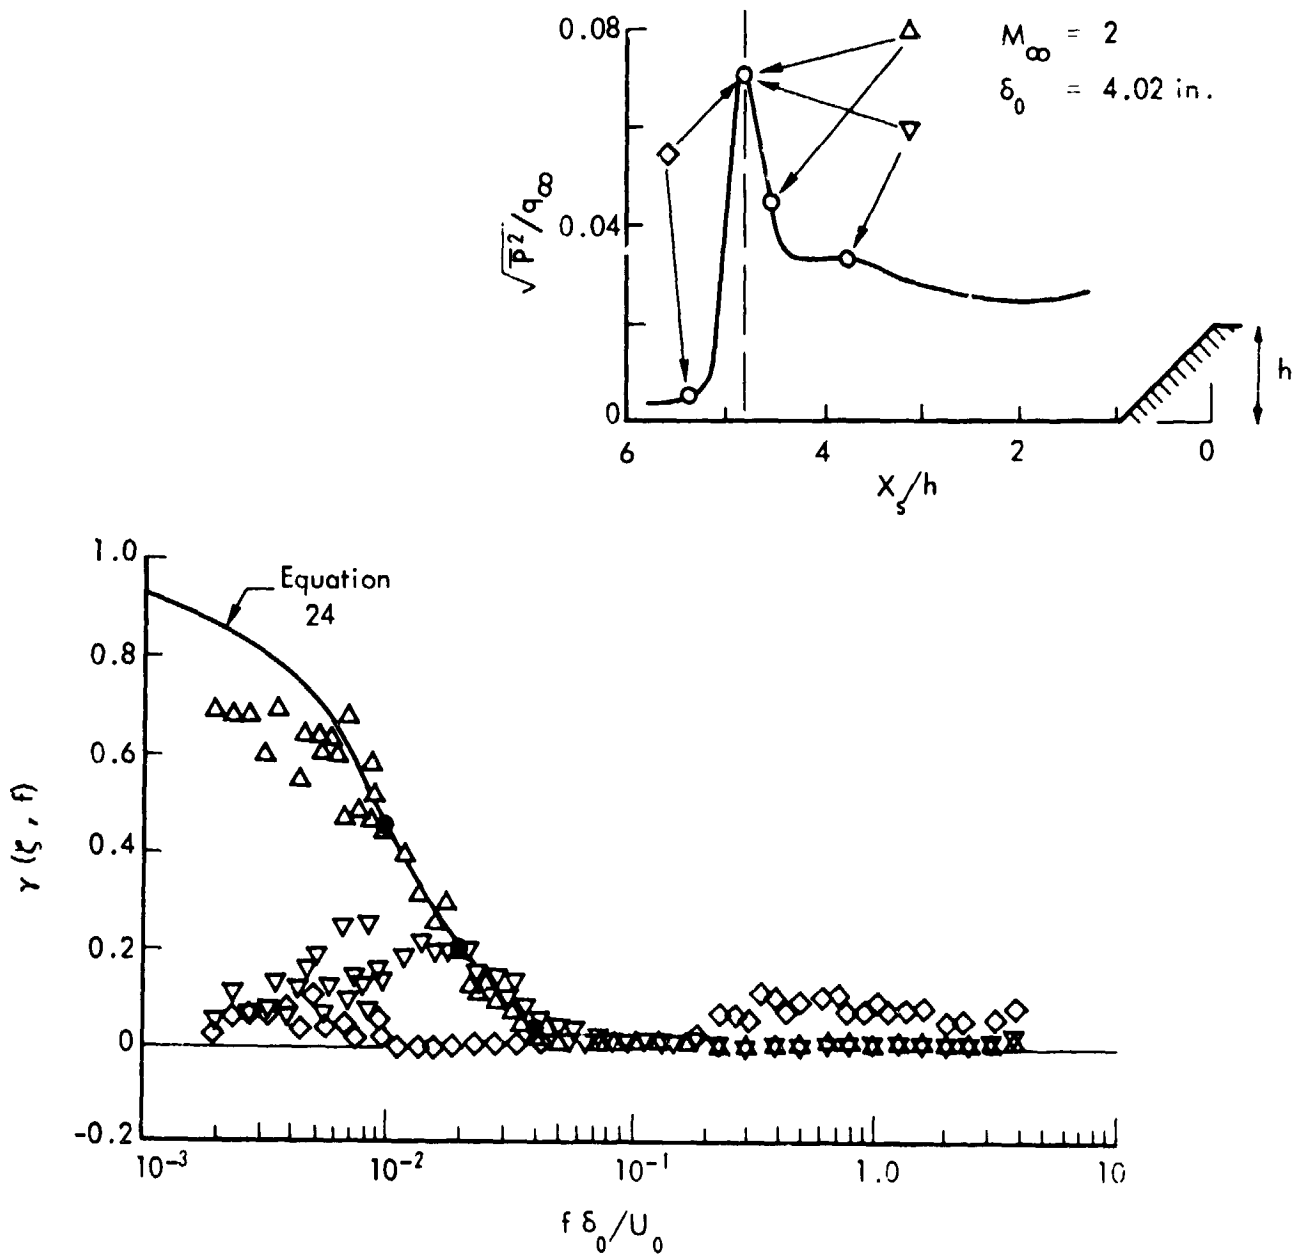 0.08
M∞ = 2
δ₀ = 4.02 in.
√P̅²/q∞
0.04
0
h
6
4
2
0
Xₛ/h
1.0
Equation
24
0.8
0.6
γ (ζ , f)
0.4
0.2
0
-0.2
10⁻³
10⁻²
10⁻¹
1.0
10
f δ₀/U₀